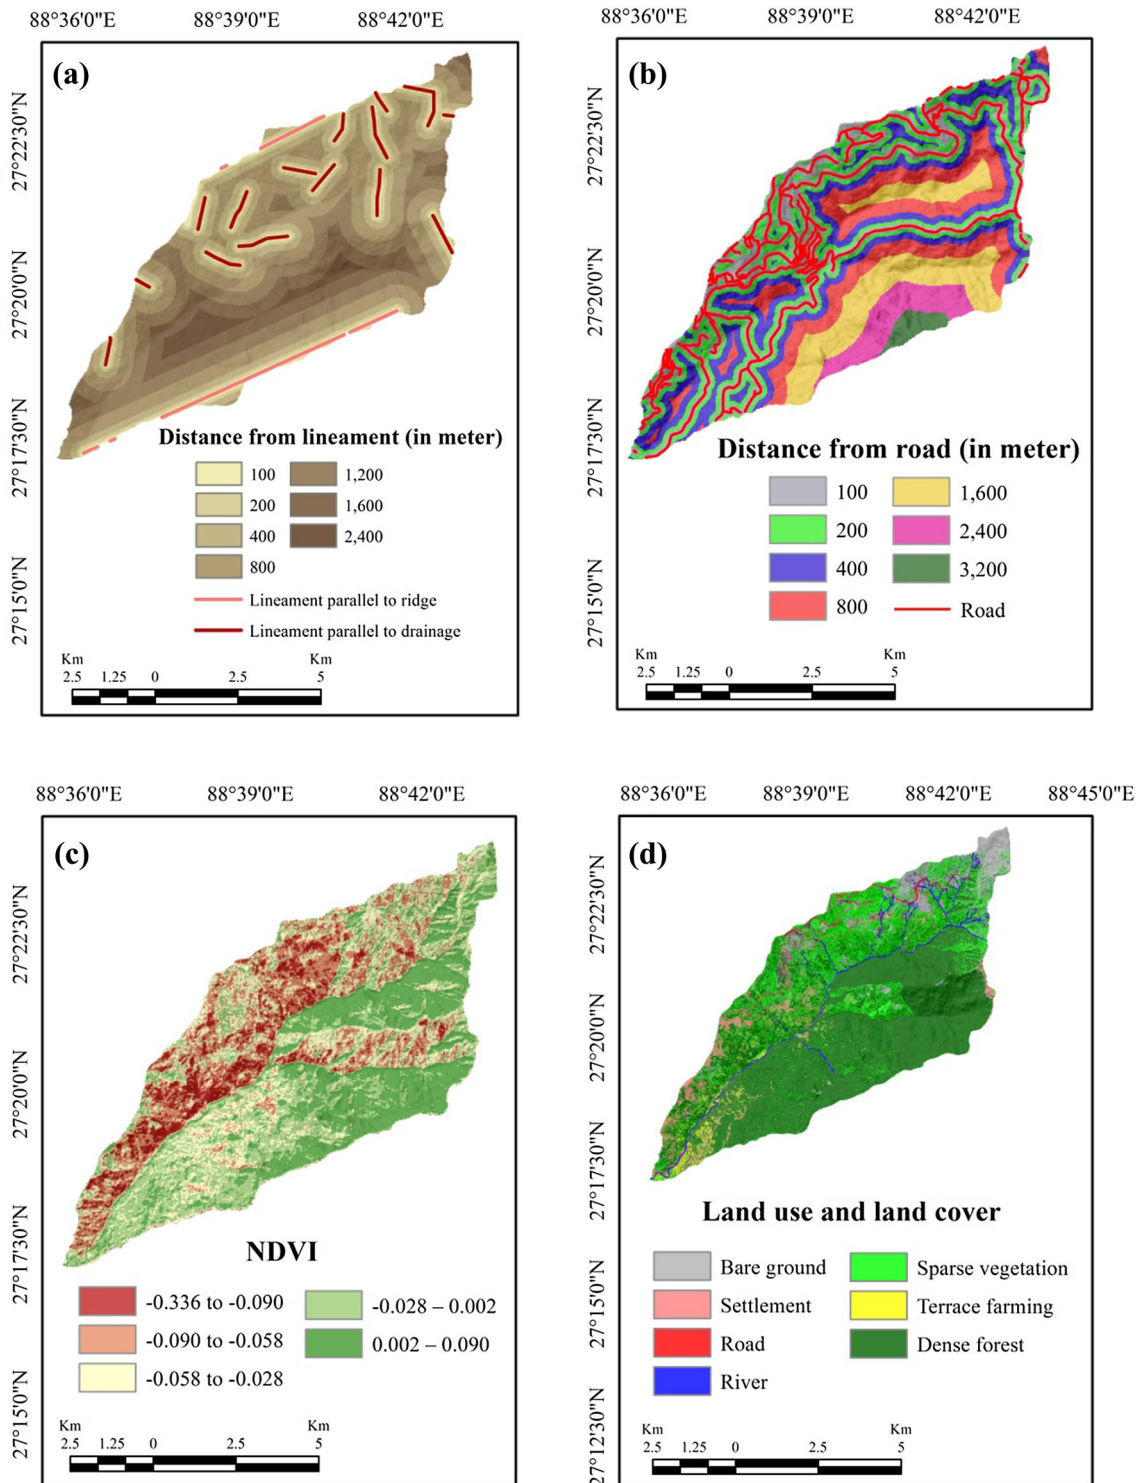 88°36'0"E 88°39'0"E 88°42'0"E
(a)
27°22'30"N
27°20'0"N
27°17'30"N
27°15'0"N
Distance from lineament (in meter)
100 1,200
200 1,600
400 2,400
800
Lineament parallel to ridge
Lineament parallel to drainage
Km Km
2.5 1.25 0 2.5 5
88°36'0"E 88°39'0"E 88°42'0"E
(b)
27°22'30"N
27°20'0"N
27°17'30"N
27°15'0"N
Distance from road (in meter)
100 1,600
200 2,400
400 3,200
800 Road
Km Km
2.5 1.25 0 2.5 5
88°36'0"E 88°39'0"E 88°42'0"E
(c)
27°22'30"N
27°20'0"N
27°17'30"N
27°15'0"N
NDVI
-0.336 to -0.090 -0.028 – 0.002
-0.090 to -0.058 0.002 – 0.090
-0.058 to -0.028
Km Km
2.5 1.25 0 2.5 5
88°36'0"E 88°39'0"E 88°42'0"E 88°45'0"E
(d)
27°22'30"N
27°20'0"N
27°17'30"N
27°15'0"N
27°12'30"N
Land use and land cover
Bare ground Sparse vegetation
Settlement Terrace farming
Road Dense forest
River
Km Km
2.5 1.25 0 2.5 5